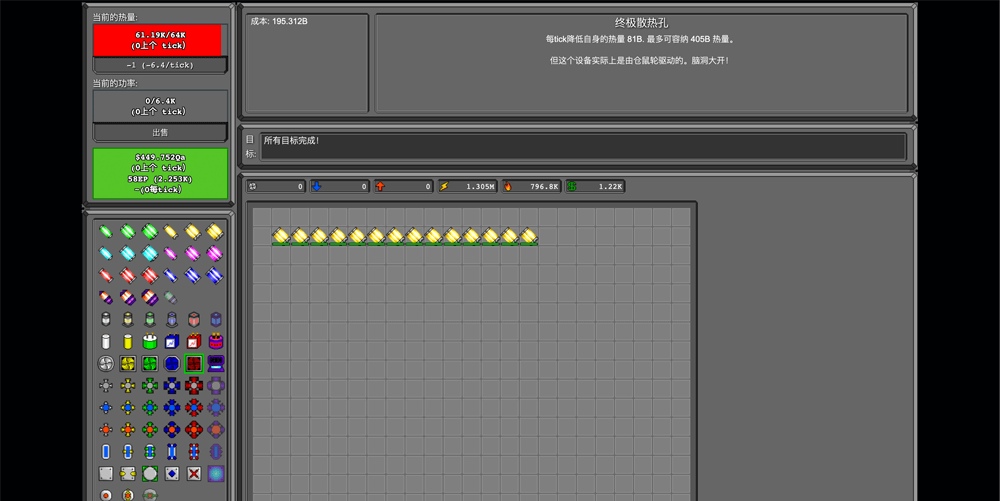 当前的热量:
61.19K/64K
(0上个 tick)
-1 (-6.4/tick)
当前的功率:
0/6.4K
(0上个 tick)
出售
$449.752Qa
(0上个 tick)
58EP (2.253K)
-(0每tick)
成本: 195.312B
终极散热孔
每tick降低自身的热量 81B. 最多可容纳 405B 热量。
但这个设备实际上是由仓鼠轮驱动的。脑洞大开!
目标:
所有目标完成!
0
0
0
1.305M
796.8K
1.22K